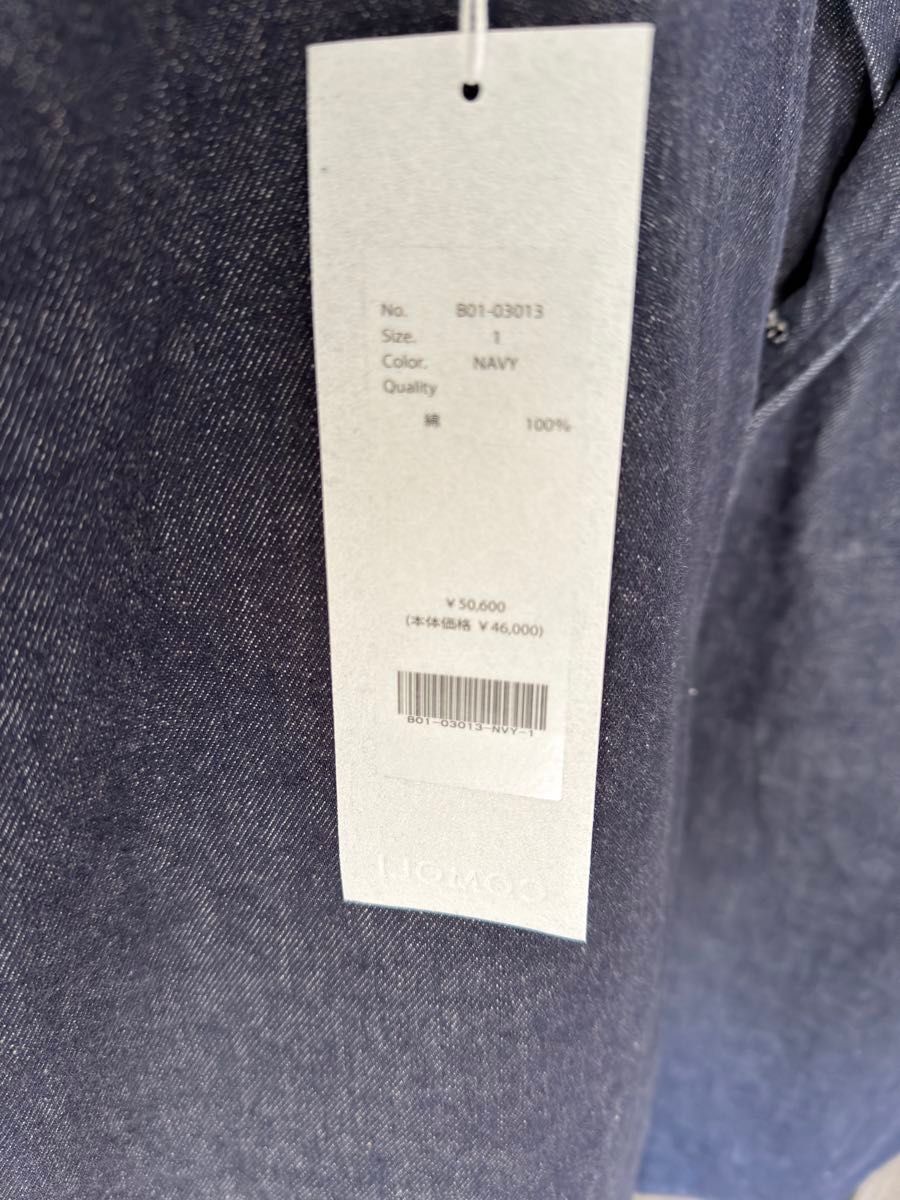 No. B01-03013
Size. 1
Color. NAVY
Quality
綿 100%
¥50,600
(本体価格 ¥46,000)
B01-03013-NVY-1
COMOLI